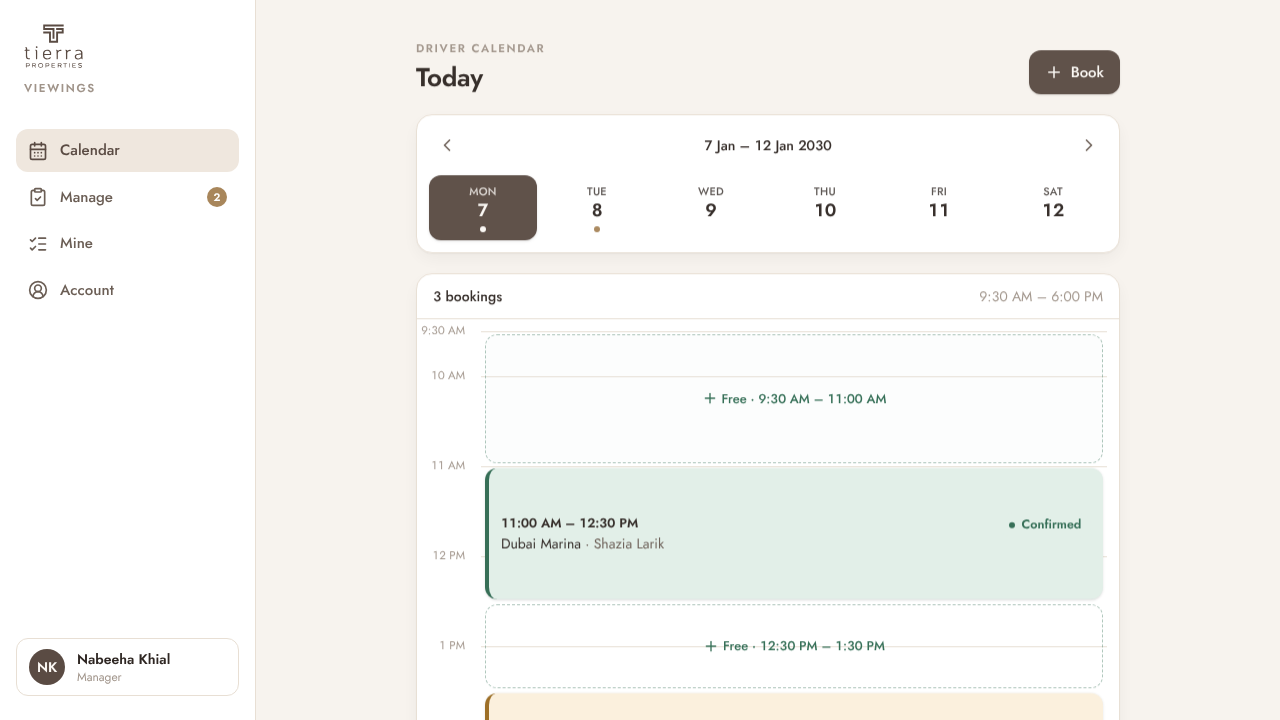 tierra
PROPERTIES
VIEWINGS
Calendar
Manage
2
Mine
Account
NK
Nabeeha Khial
Manager
DRIVER CALENDAR
Today
Book
7 Jan – 12 Jan 2030
MON
7
TUE
8
WED
9
THU
10
FRI
11
SAT
12
3 bookings
9:30 AM – 6:00 PM
9:30 AM
10 AM
+ Free · 9:30 AM – 11:00 AM
11 AM
11:00 AM – 12:30 PM
Confirmed
Dubai Marina · Shazia Larik
12 PM
+ Free · 12:30 PM – 1:30 PM
1 PM